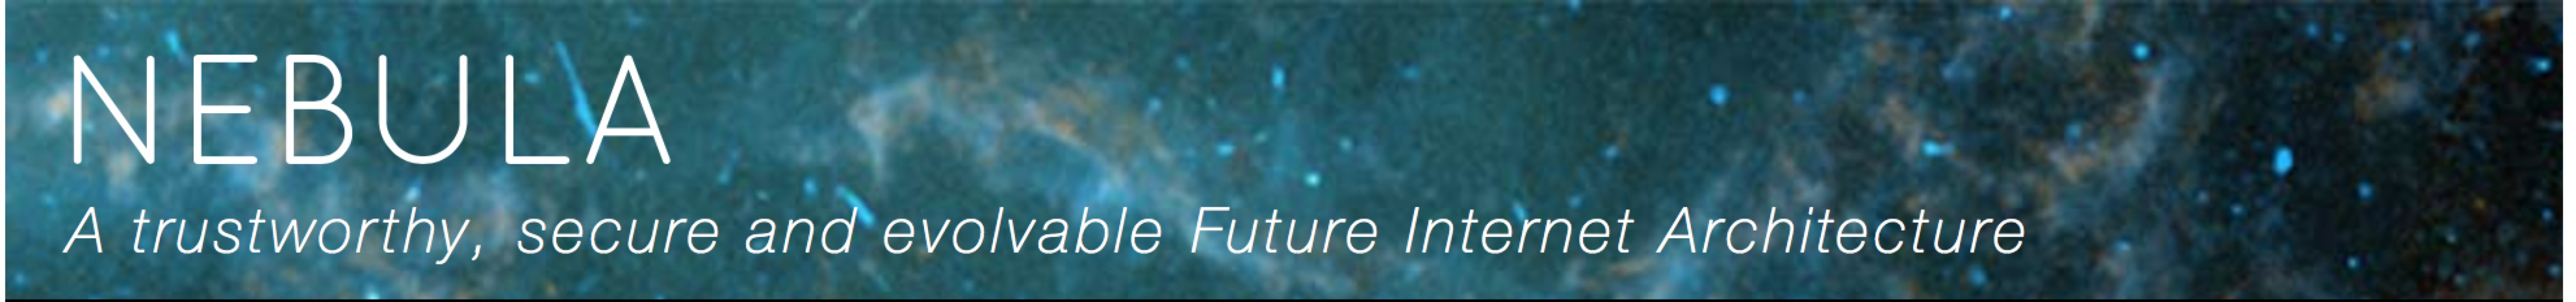 NEBULA
A trustworthy, secure and evolvable Future Internet Architecture